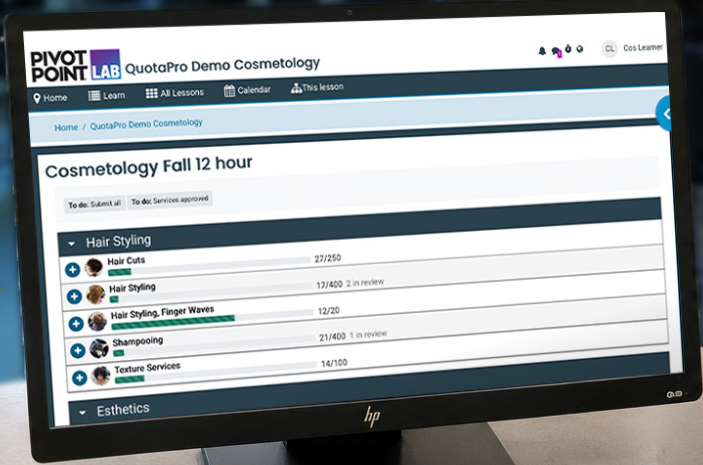 PIVOT
POINT LAB QuotaPro Demo Cosmetology
CL Cos Learner
Home Learn All Lessons Calendar This lesson
Home / QuotaPro Demo Cosmetology
Cosmetology Fall 12 hour
To do: Submit all To do: Services approved
Hair Styling
Hair Cuts 27/250
Hair Styling 17/400 2 in review
Hair Styling, Finger Waves 12/20
Shampooing 21/400 1 in review
Texture Services 14/100
Esthetics
hp